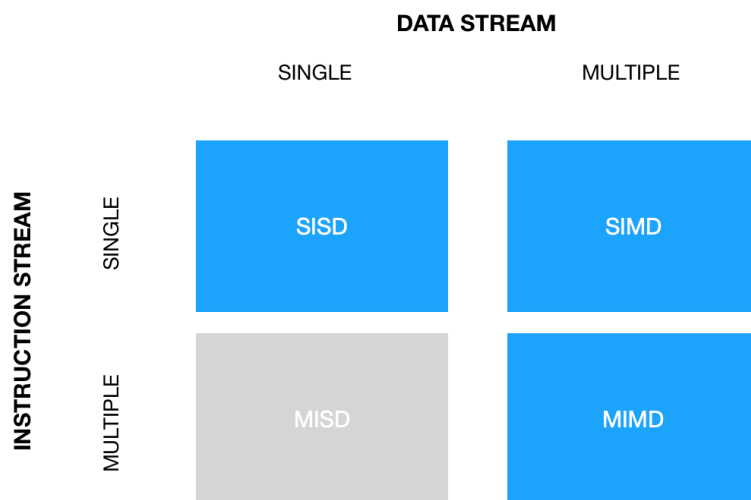 DATA STREAM
SINGLE
MULTIPLE
INSTRUCTION STREAM
SINGLE
SISD
SIMD
MULTIPLE
MISD
MIMD